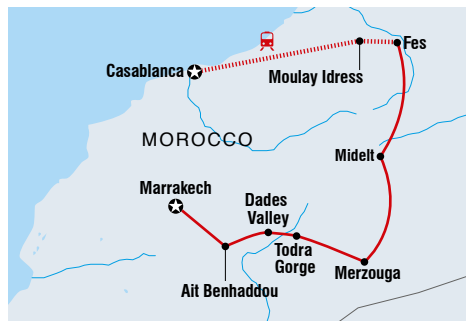 Fes
Casablanca
Moulay Idress
MOROCCO
Midelt
Marrakech
Dades
Valley
Todra
Gorge
Merzouga
Ait Benhaddou